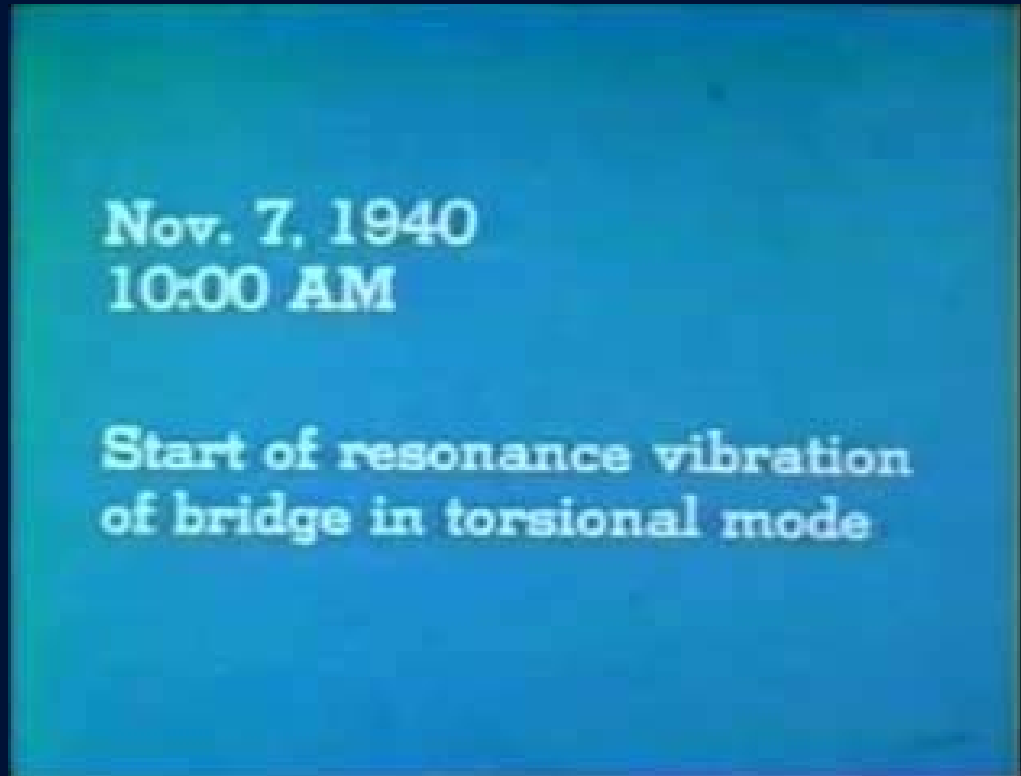 Nov. 7, 1940
10:00 AM
Start of resonance vibration
of bridge in torsional mode